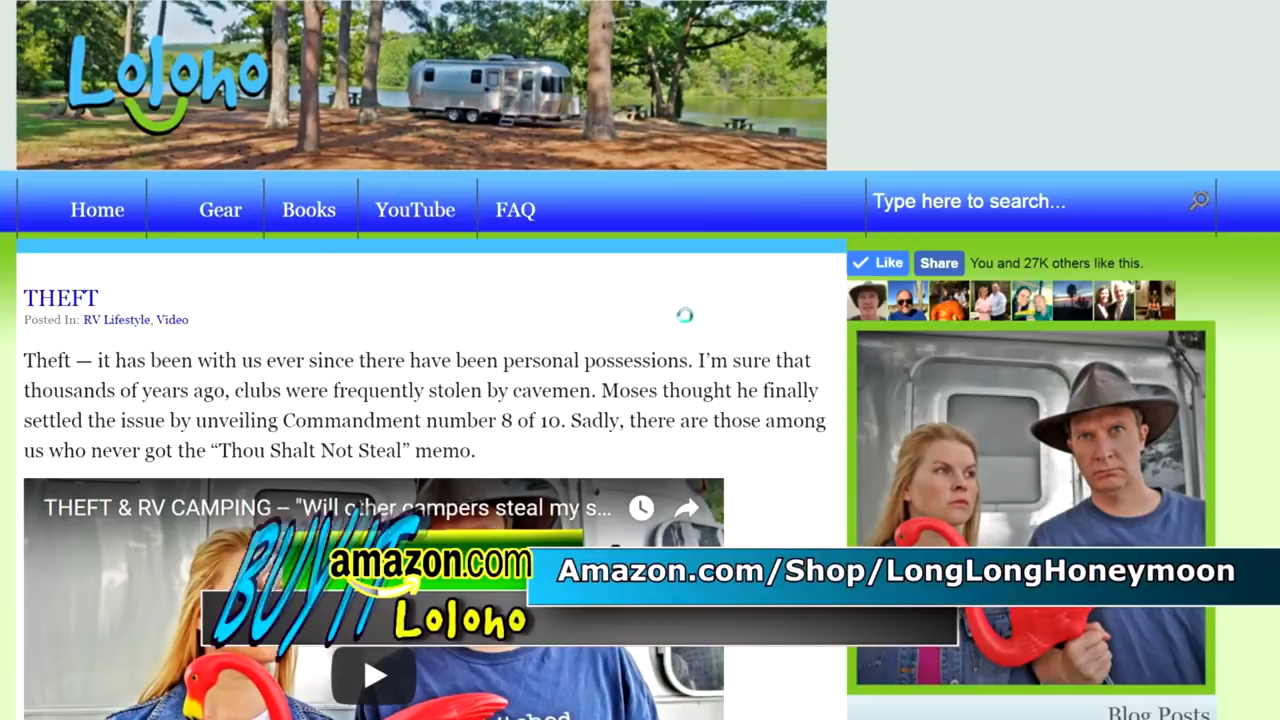 Loloho
Home Gear Books YouTube FAQ
Type here to search...
Like Share You and 27K others like this.
THEFT
Posted In: RV Lifestyle, Video
Theft — it has been with us ever since there have been personal possessions. I’m sure that
thousands of years ago, clubs were frequently stolen by cavemen. Moses thought he finally
settled the issue by unveiling Commandment number 8 of 10. Sadly, there are those among
us who never got the “Thou Shalt Not Steal” memo.
THEFT & RV CAMPING – "Will other campers steal my s...
BUY IT
amazon.com
Loloho
Amazon.com/Shop/LongLongHoneymoon
Blog Posts